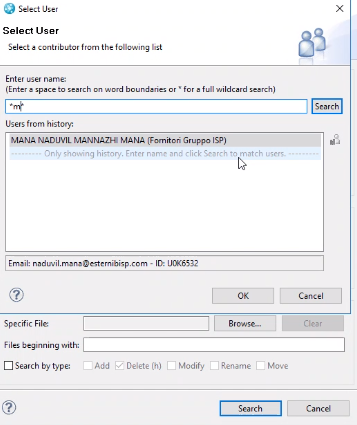 Select User
Select User
Select a contributor from the following list
Enter user name:
(Enter a space to search on word boundaries or * for a full wildcard search)
*m*
Search
Users from history:
MANA NADUVIL MANNAZHI MANA (Fornitori Gruppo ISP)
---------- Only showing history. Enter name and click Search to match users. ----------
Email: naduvil.mana@esternibisp.com - ID: U0K6532
OK
Cancel
Specific File:
Browse...
Clear
Files beginning with:
Search by type:
Add
Delete (h)
Modify
Rename
Move
Search
Cancel